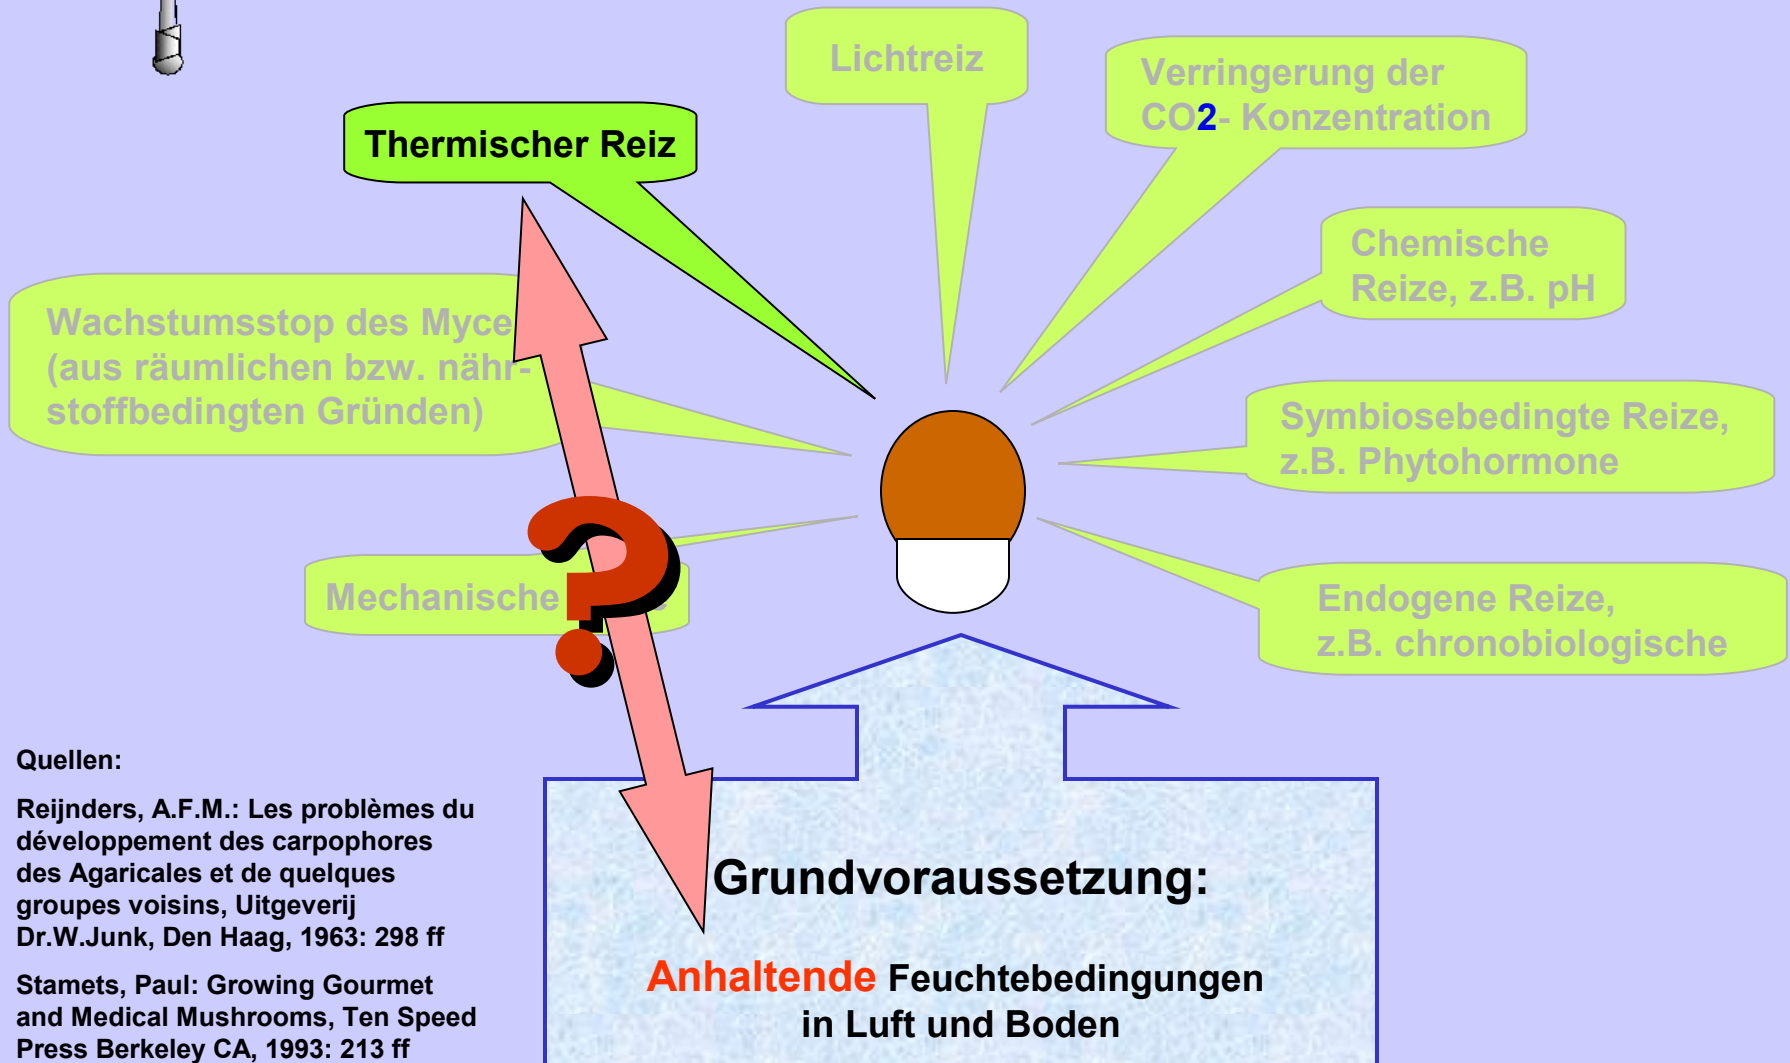 Lichtreiz
Verringerung der
CO2- Konzentration
Thermischer Reiz
Chemische
Reize, z.B. pH
Wachstumsstop des Myce
(aus räumlichen bzw. nähr-
stoffbedingten Gründen)
Symbiosebedingte Reize,
z.B. Phytohormone
Mechanische
Endogene Reize,
z.B. chronobiologische
?
Quellen:
Reijnders, A.F.M.: Les problèmes du
développement des carpophores
des Agaricales et de quelques
groupes voisins, Uitgeverij
Dr.W.Junk, Den Haag, 1963: 298 ff
Stamets, Paul: Growing Gourmet
and Medical Mushrooms, Ten Speed
Press Berkeley CA, 1993: 213 ff
Grundvoraussetzung:
Anhaltende Feuchtebedingungen
in Luft und Boden